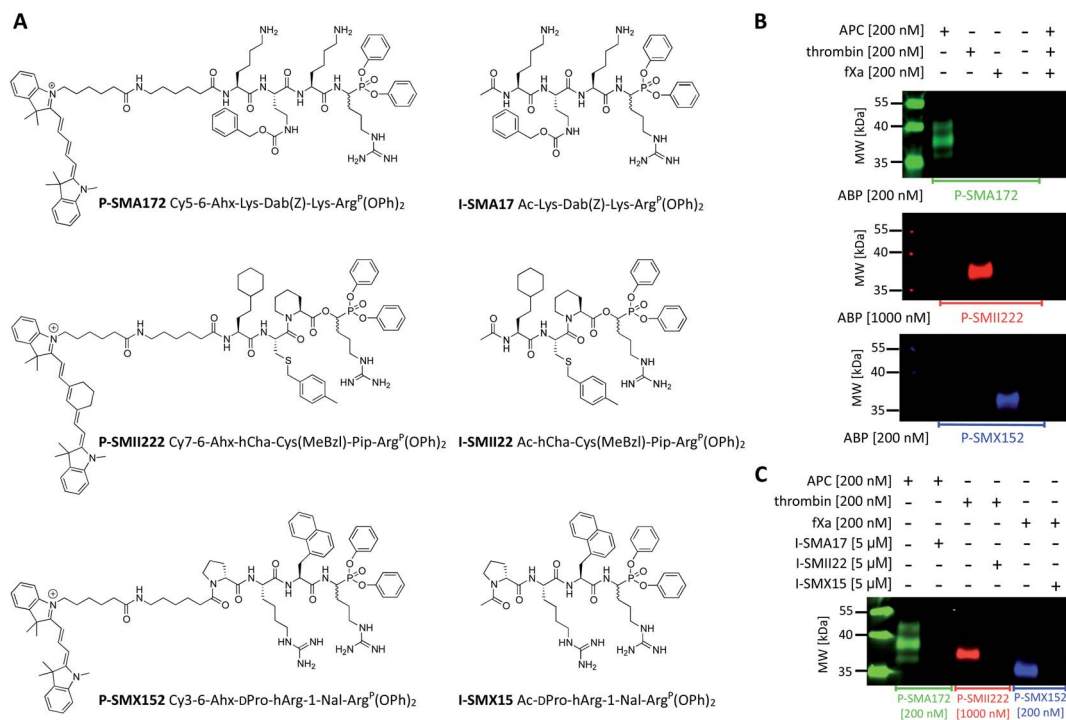 A
P-SMA172 Cy5-6-Ahx-Lys-Dab(Z)-Lys-Argᴾ(OPh)₂
I-SMA17 Ac-Lys-Dab(Z)-Lys-Argᴾ(OPh)₂
P-SMII222 Cy7-6-Ahx-hCha-Cys(MeBzl)-Pip-Argᴾ(OPh)₂
I-SMII22 Ac-hCha-Cys(MeBzl)-Pip-Argᴾ(OPh)₂
P-SMX152 Cy3-6-Ahx-DPro-hArg-1-Nal-Argᴾ(OPh)₂
I-SMX15 Ac-DPro-hArg-1-Nal-Argᴾ(OPh)₂
B
APC [200 nM] + - - - +
thrombin [200 nM] - + - - +
fXa [200 nM] - - + - +
MW [kDa]
55
40
35
ABP [200 nM] P-SMA172
MW [kDa]
55
40
35
ABP [1000 nM] P-SMII222
MW [kDa]
55
40
35
ABP [200 nM] P-SMX152
C
APC [200 nM] + + - - - -
thrombin [200 nM] - - + + - -
fXa [200 nM] - - - - + +
I-SMA17 [5 µM] - + - - - -
I-SMII22 [5 µM] - - - + - -
I-SMX15 [5 µM] - - - - - +
MW [kDa]
55
40
35
P-SMA172 P-SMII222 P-SMX152
[200 nM] [1000 nM] [200 nM]